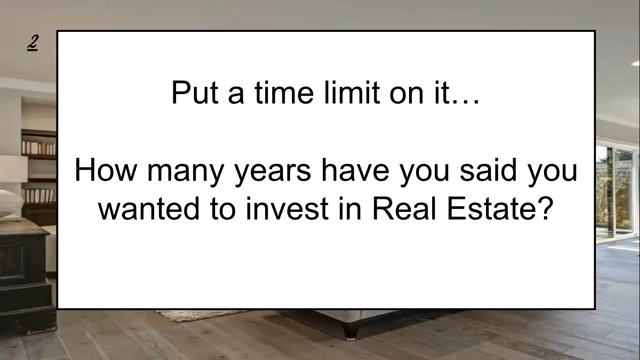 2
Put a time limit on it…
How many years have you said you
wanted to invest in Real Estate?